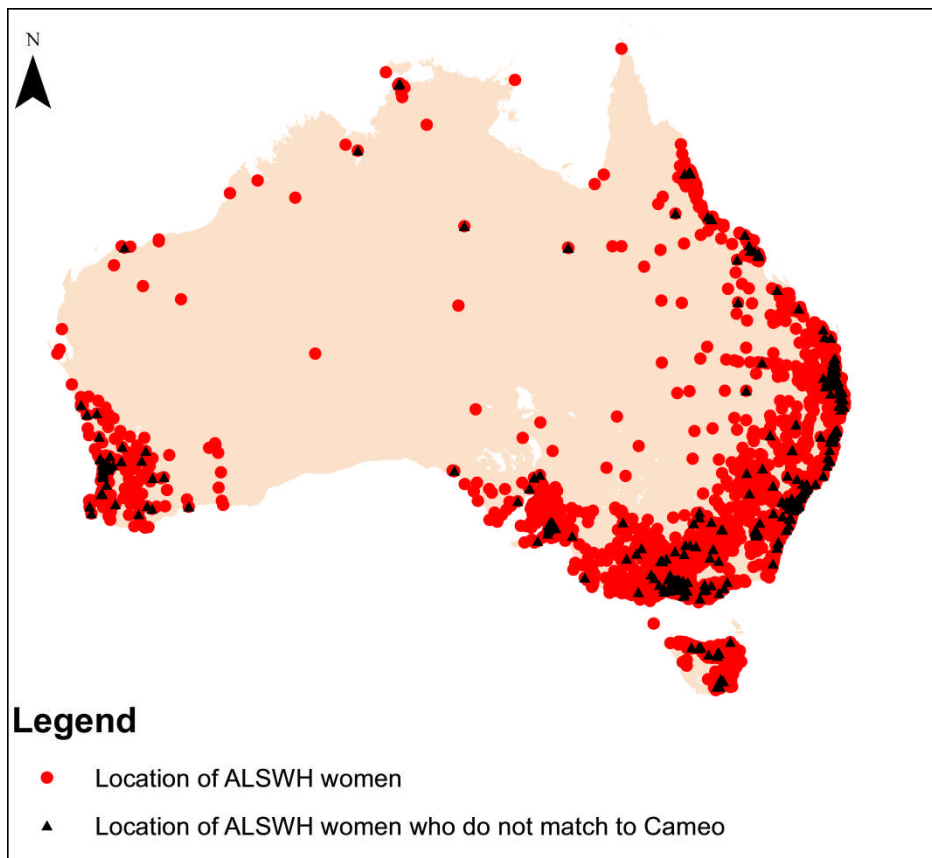 N
Legend
Location of ALSWH women
Location of ALSWH women who do not match to Cameo